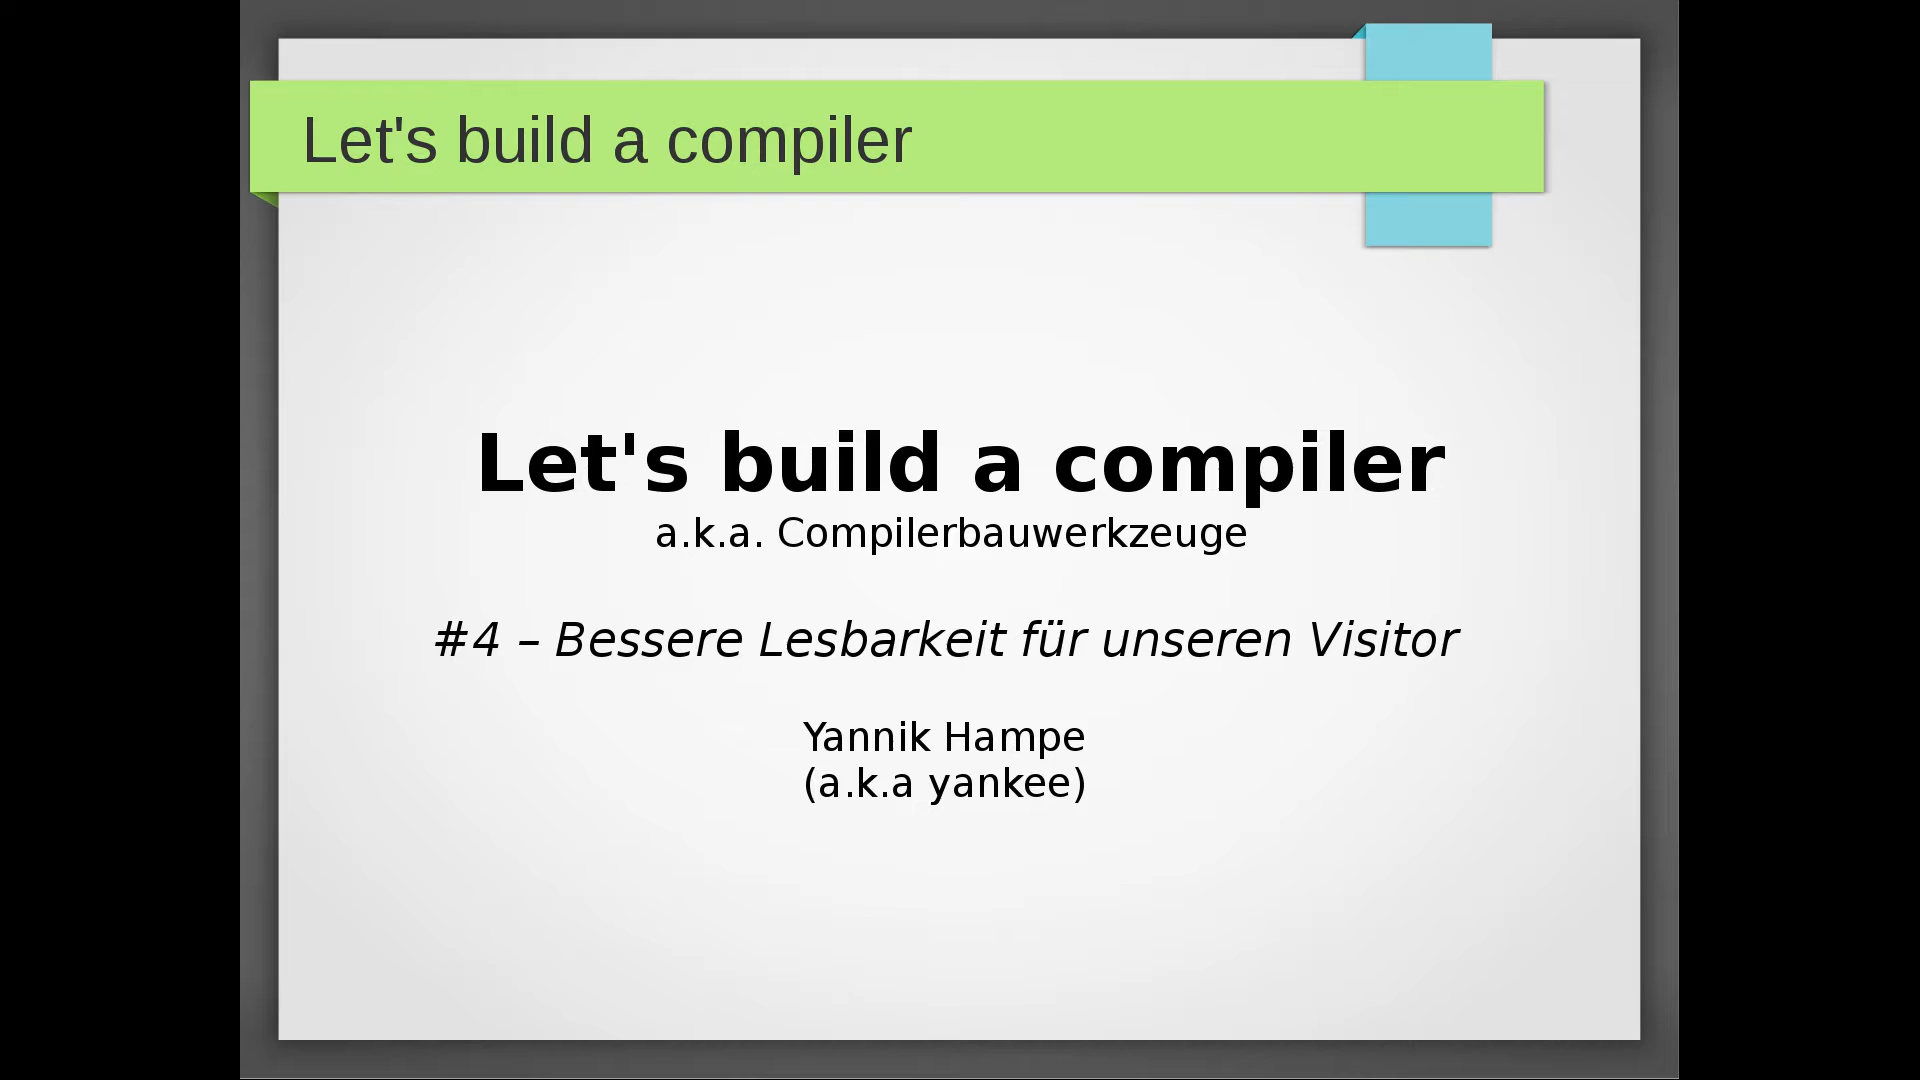 Let's build a compiler
Let's build a compiler
a.k.a. Compilerbauwerkzeuge
#4 – Bessere Lesbarkeit für unseren Visitor
Yannik Hampe
(a.k.a yankee)